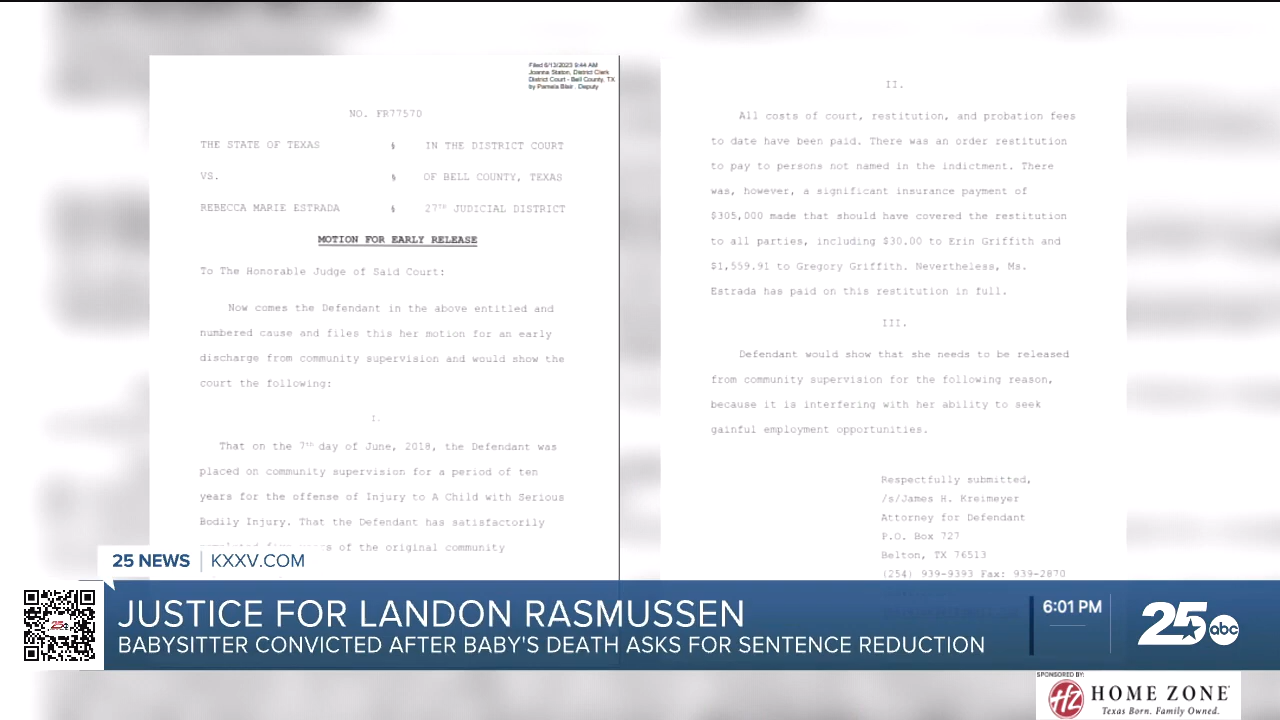 Filed 6/13/2023 9:44 AM
Joanna Staton, District Clerk
District Court - Bell County, TX
by Pamela Blair , Deputy
NO. FR77570
THE STATE OF TEXAS § IN THE DISTRICT COURT
VS. § OF BELL COUNTY, TEXAS
REBECCA MARIE ESTRADA § 27TH JUDICIAL DISTRICT
MOTION FOR EARLY RELEASE
To The Honorable Judge of Said Court:
Now comes the Defendant in the above entitled and
numbered cause and files this her motion for an early
discharge from community supervision and would show the
court the following:
I.
That on the 7th day of June, 2018, the Defendant was
placed on community supervision for a period of ten
years for the offense of Injury to A Child with Serious
Bodily Injury. That the Defendant has satisfactorily
of the original community
II.
All costs of court, restitution, and probation fees
to date have been paid. There was an order restitution
to pay to persons not named in the indictment. There
was, however, a significant insurance payment of
$305,000 made that should have covered the restitution
to all parties, including $30.00 to Erin Griffith and
$1,559.91 to Gregory Griffith. Nevertheless, Ms.
Estrada has paid on this restitution in full.
III.
Defendant would show that she needs to be released
from community supervision for the following reason,
because it is interfering with her ability to seek
gainful employment opportunities.
Respectfully submitted,
/s/James H. Kreimeyer
Attorney for Defendant
P.O. Box 727
Belton, TX 76513
(254) 939-9393 Fax: 939-2870
25 NEWS | KXXV.COM
JUSTICE FOR LANDON RASMUSSEN
BABYSITTER CONVICTED AFTER BABY'S DEATH ASKS FOR SENTENCE REDUCTION
6:01 PM
25 abc
25
SPONSORED BY:
HZ HOME ZONE
Texas Born. Family Owned.